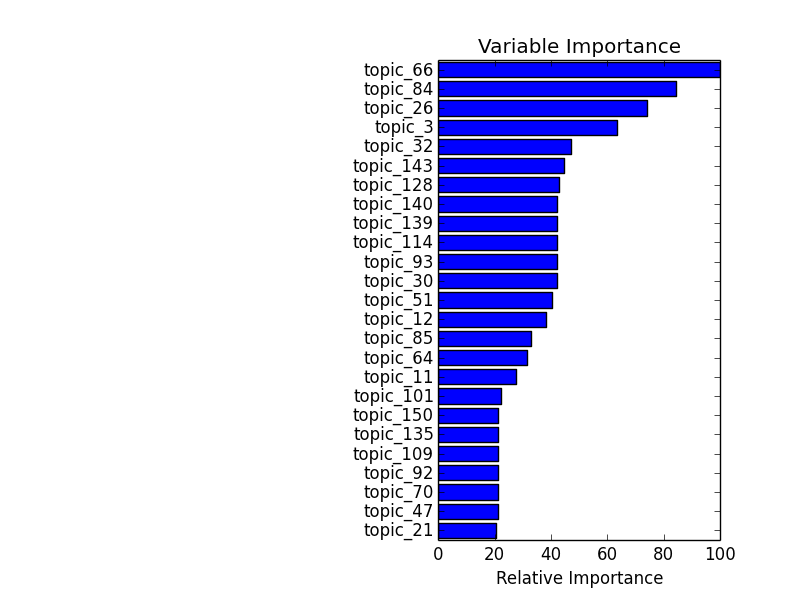 Variable Importance
topic_66
topic_84
topic_26
topic_3
topic_32
topic_143
topic_128
topic_140
topic_139
topic_114
topic_93
topic_30
topic_51
topic_12
topic_85
topic_64
topic_11
topic_101
topic_150
topic_135
topic_109
topic_92
topic_70
topic_47
topic_21
0 20 40 60 80 100
Relative Importance